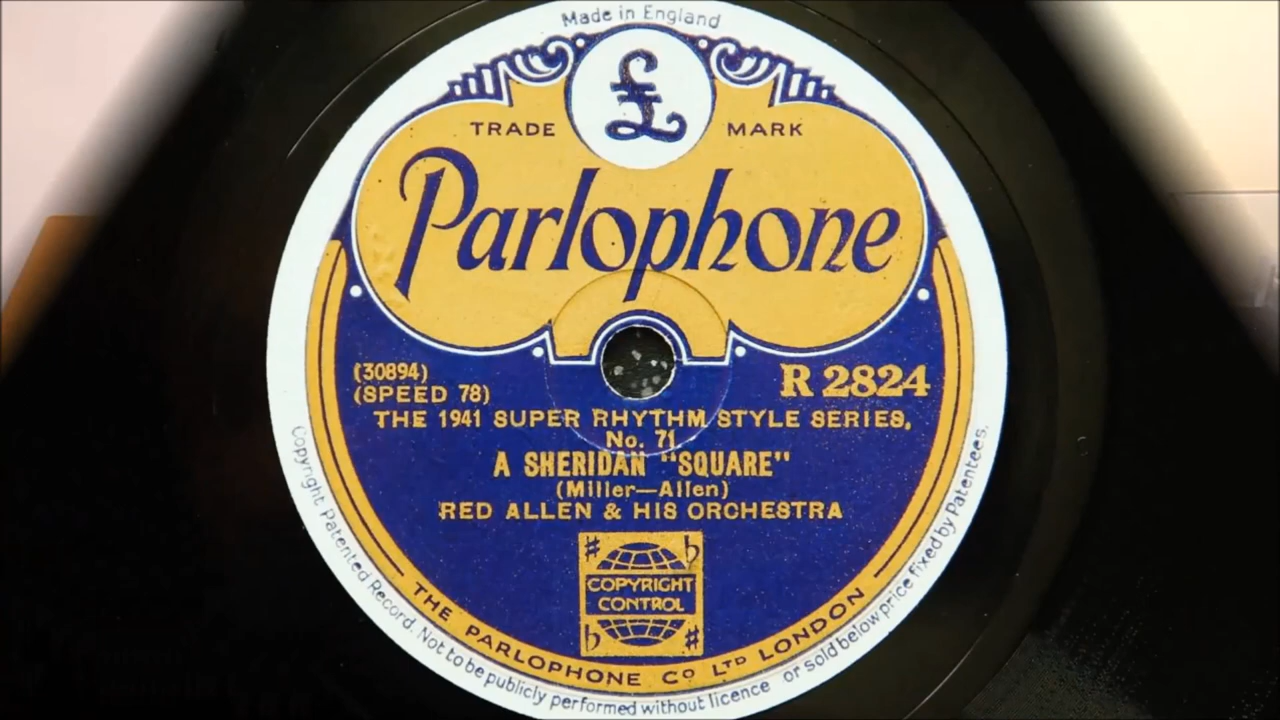 Made in England
£
TRADE MARK
Parlophone
(30894)
R 2824
(SPEED 78)
THE 1941 SUPER RHYTHM STYLE SERIES,
No. 71
A SHERIDAN "SQUARE"
(Miller—Allen)
RED ALLEN & HIS ORCHESTRA
♯ ♭
COPYRIGHT
CONTROL
♭ ♯
THE PARLOPHONE Co LTD LONDON
Copyright Patented Record. Not to be publicly performed without licence or sold below price fixed by Patentees.